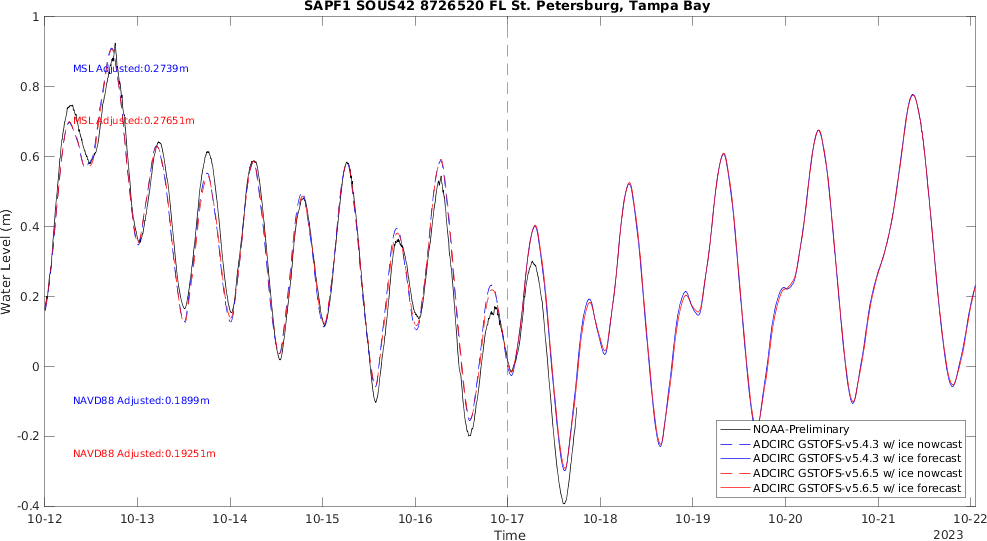 SAPF1 SOUS42 8726520 FL St. Petersburg, Tampa Bay
Water Level (m)
1
0.8
0.6
0.4
0.2
0
-0.2
-0.4
MSL Adjusted:0.2739m
MSL Adjusted:0.27651m
NAVD88 Adjusted:0.1899m
NAVD88 Adjusted:0.19251m
NOAA-Preliminary
ADCIRC GSTOFS-v5.4.3 w/ ice nowcast
ADCIRC GSTOFS-v5.4.3 w/ ice forecast
ADCIRC GSTOFS-v5.6.5 w/ ice nowcast
ADCIRC GSTOFS-v5.6.5 w/ ice forecast
10-12 10-13 10-14 10-15 10-16 10-17 10-18 10-19 10-20 10-21 10-22
Time
2023